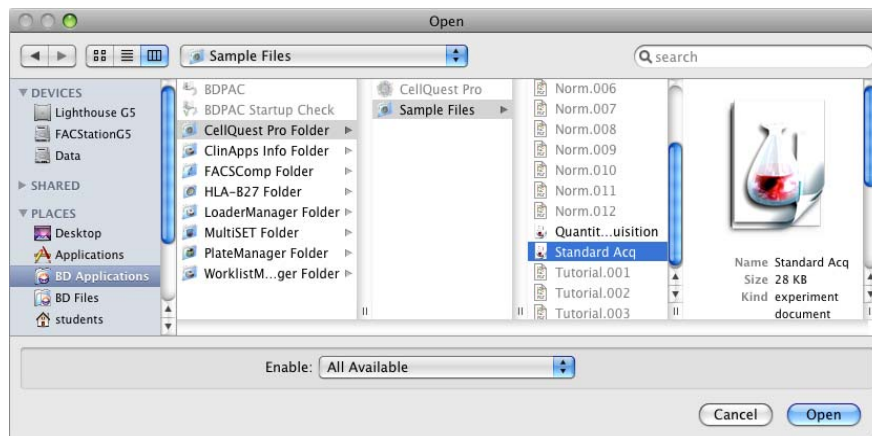 Open
Sample Files
search
DEVICES
Lighthouse G5
FACStationG5
Data
SHARED
PLACES
Desktop
Applications
BD Applications
BD Files
students
BDPAC
BDPAC Startup Check
CellQuest Pro Folder
ClinApps Info Folder
FACSComp Folder
HLA-B27 Folder
LoaderManager Folder
MultiSET Folder
PlateManager Folder
WorklistM...ger Folder
CellQuest Pro
Sample Files
Norm.006
Norm.007
Norm.008
Norm.009
Norm.010
Norm.011
Norm.012
Quantit...uisition
Standard Acq
Tutorial.001
Tutorial.002
Tutorial.003
Name Standard Acq
Size 28 KB
Kind experiment
document
Enable: All Available
Cancel Open